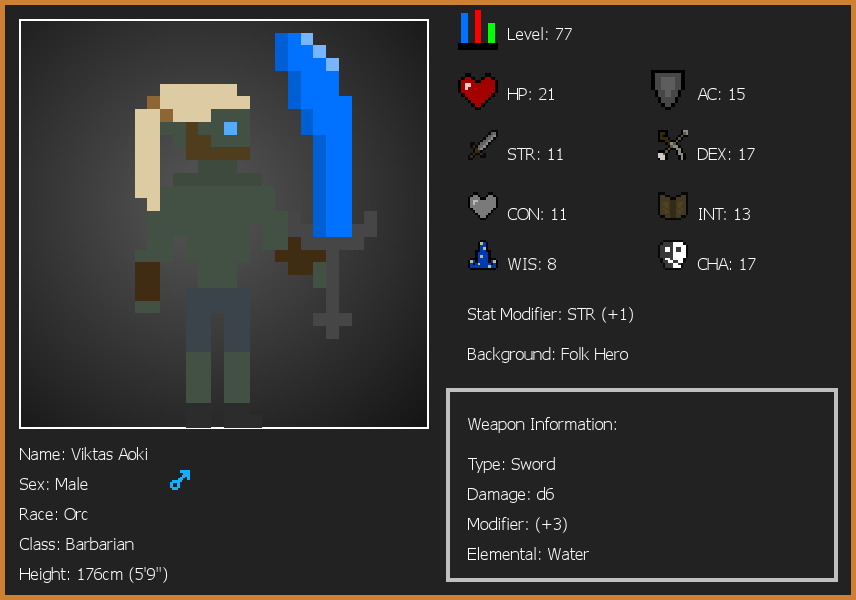 Level: 77
HP: 21
AC: 15
STR: 11
DEX: 17
CON: 11
INT: 13
WIS: 8
CHA: 17
Stat Modifier: STR (+1)
Background: Folk Hero
Weapon Information:
Type: Sword
Damage: d6
Modifier: (+3)
Elemental: Water
Name: Viktas Aoki
Sex: Male
Race: Orc
Class: Barbarian
Height: 176cm (5'9")